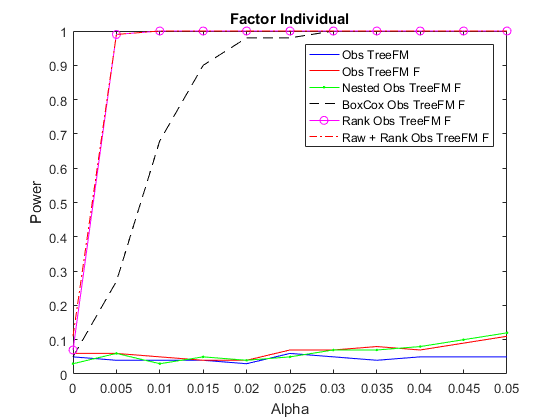 Factor Individual
1
0.9
0.8
0.7
0.6
0.5
0.4
0.3
0.2
0.1
0
Power
Obs TreeFM
Obs TreeFM F
Nested Obs TreeFM F
BoxCox Obs TreeFM F
Rank Obs TreeFM F
Raw + Rank Obs TreeFM F
0 0.005 0.01 0.015 0.02 0.025 0.03 0.035 0.04 0.045 0.05
Alpha